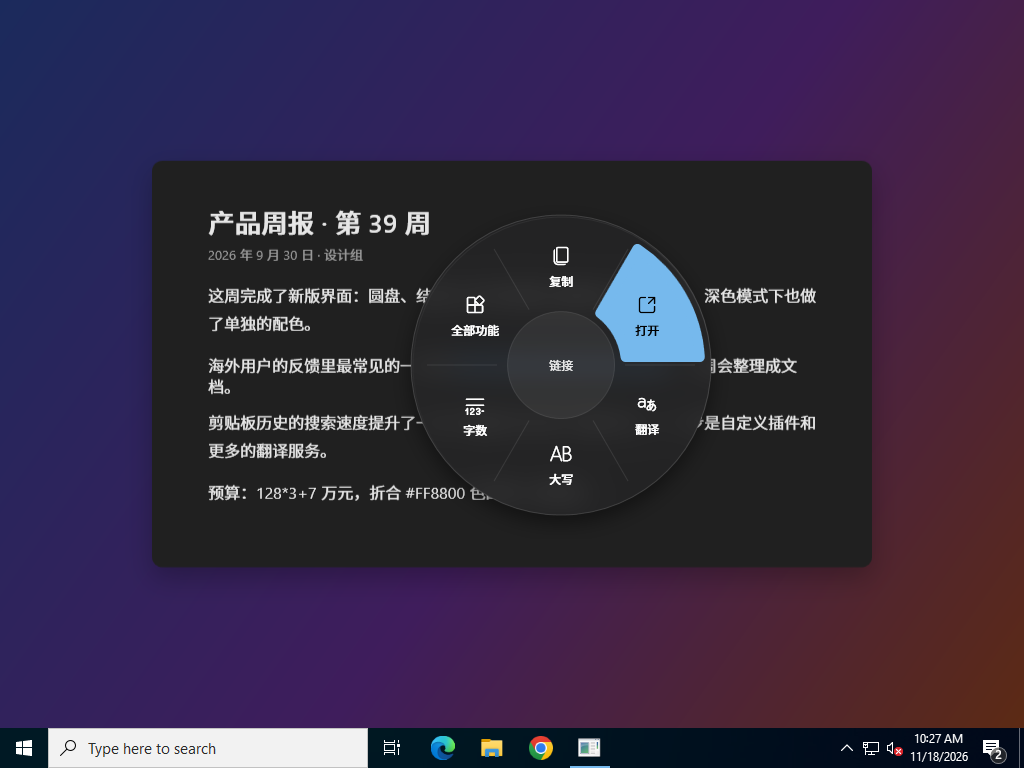 产品周报 · 第 39 周
2026 年 9 月 30 日 · 设计组
这周完成了新版界面：圆盘、结
深色模式下也做
了单独的配色。
海外用户的反馈里最常见的一
周会整理成文
档。
剪贴板历史的搜索速度提升了一
是自定义插件和
更多的翻译服务。
预算：128*3+7 万元，折合 #FF8800 色
复制
打开
全部功能
链接
123
字数
aあ
翻译
AB
大写
Type here to search
10:27 AM
11/18/2026
2